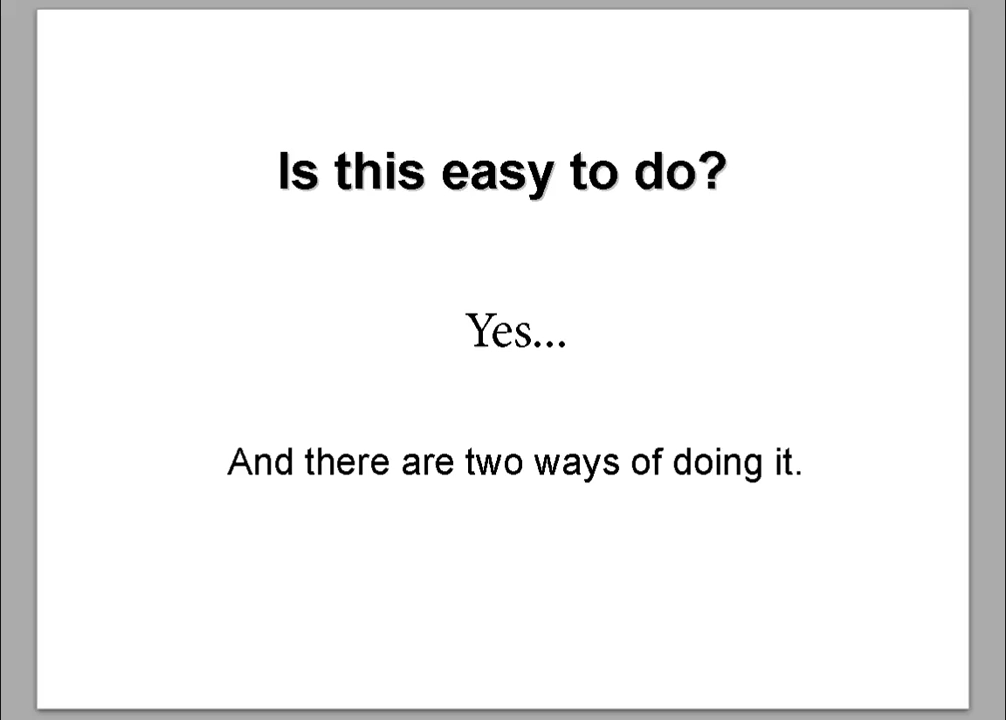 Is this easy to do?
Yes...
And there are two ways of doing it.